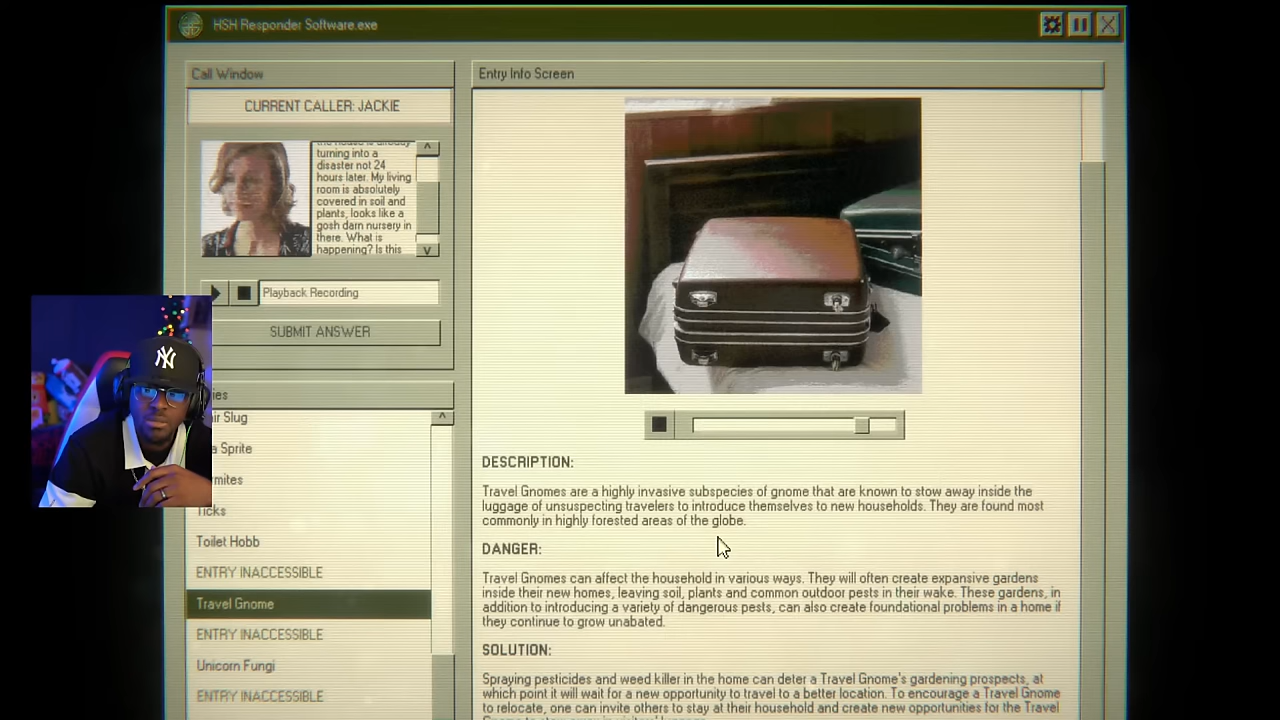 HSH Responder Software.exe
Call Window
CURRENT CALLER: JACKIE
the house is already
turning into a
disaster not 24
hours later. My living
room is absolutely
covered in soil and
plants, looks like a
gosh darn nursery in
there. What is
happening? Is this
Playback Recording
SUBMIT ANSWER
Slug
Sprite
Ticks
Toilet Hobb
ENTRY INACCESSIBLE
Travel Gnome
ENTRY INACCESSIBLE
Unicorn Fungi
ENTRY INACCESSIBLE
Entry Info Screen
DESCRIPTION:
Travel Gnomes are a highly invasive subspecies of gnome that are known to stow away inside the
luggage of unsuspecting travelers to introduce themselves to new households. They are found most
commonly in highly forested areas of the globe.
DANGER:
Travel Gnomes can affect the household in various ways. They will often create expansive gardens
inside their new homes, leaving soil, plants and common outdoor pests in their wake. These gardens, in
addition to introducing a variety of dangerous pests, can also create foundational problems in a home if
they continue to grow unabated.
SOLUTION:
Spraying pesticides and weed killer in the home can deter a Travel Gnome's gardening prospects, at
which point it will wait for a new opportunity to travel to a better location. To encourage a Travel Gnome
to relocate, one can invite others to stay at their household and create new opportunities for the Travel
NY